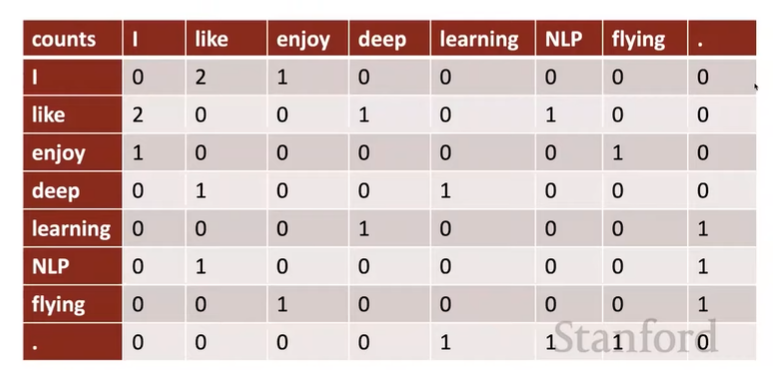 counts I like enjoy deep learning NLP flying .
I 0 2 1 0 0 0 0 0
like 2 0 0 1 0 1 0 0
enjoy 1 0 0 0 0 0 1 0
deep 0 1 0 0 1 0 0 0
learning 0 0 0 1 0 0 0 1
NLP 0 1 0 0 0 0 0 1
flying 0 0 1 0 0 0 0 1
. 0 0 0 0 1 1 1 0
Stanford